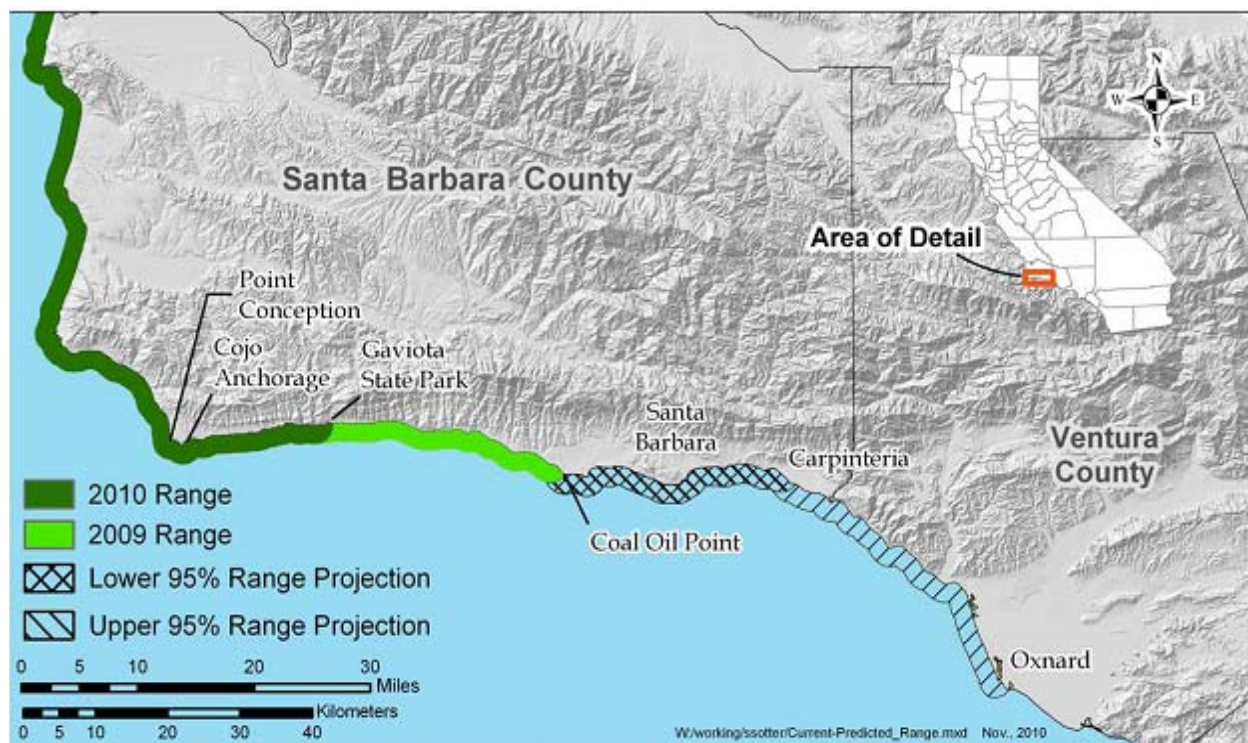 N
W E
S
Santa Barbara County
Area of Detail
Point
Conception
Cojo
Anchorage
Gaviota
State Park
Santa
Barbara
Carpinteria
Ventura
County
2010 Range
2009 Range
Coal Oil Point
Lower 95% Range Projection
Upper 95% Range Projection
Oxnard
0 5 10 20 30
Miles
Kilometers
0 5 10 20 30 40
W:/working/ssotter/Current-Predicted_Range.mxd Nov., 2010